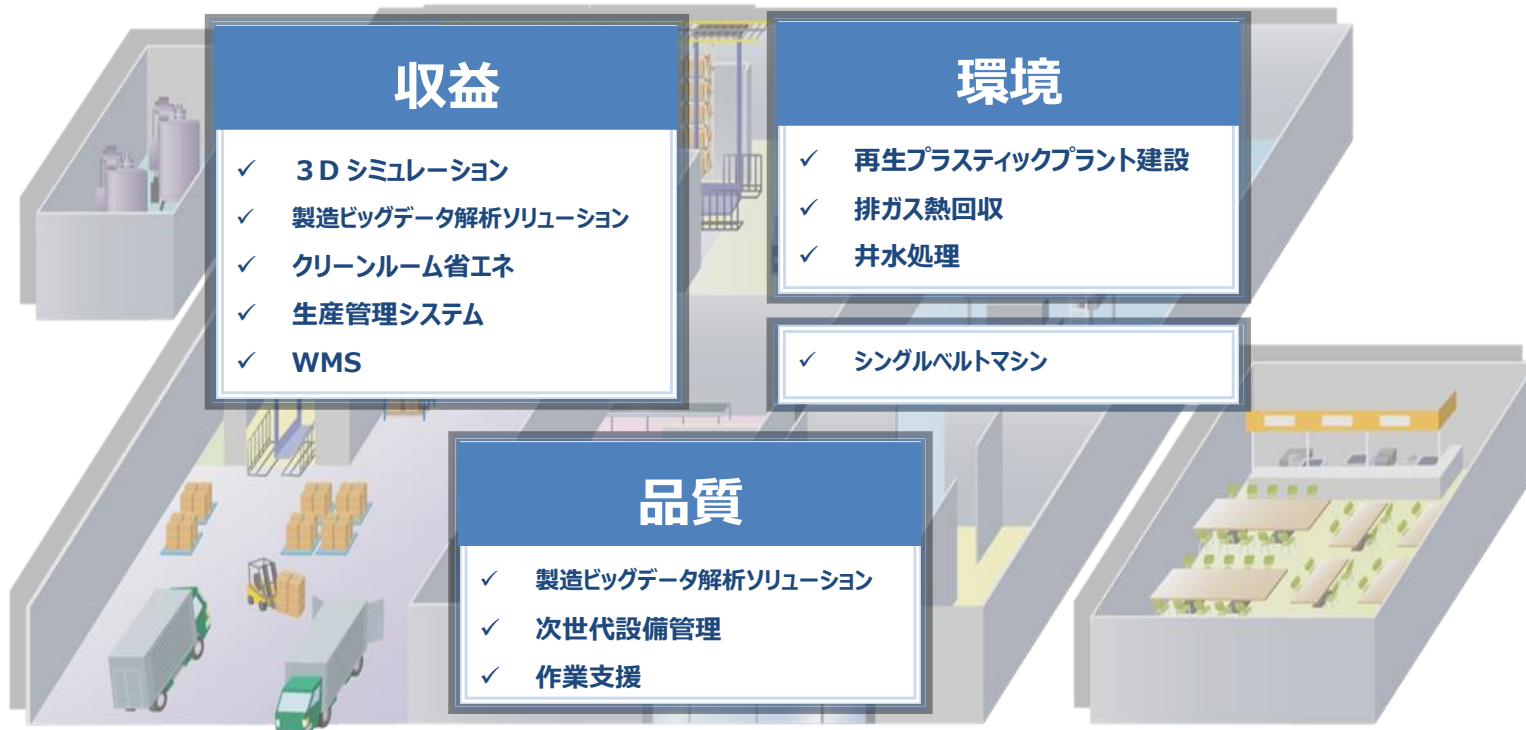 収益
✓ 3Dシミュレーション
✓ 製造ビッグデータ解析ソリューション
✓ クリーンルーム省エネ
✓ 生産管理システム
✓ WMS
環境
✓ 再生プラスティックプラント建設
✓ 排ガス熱回収
✓ 井水処理
✓ シングルベルトマシン
品質
✓ 製造ビッグデータ解析ソリューション
✓ 次世代設備管理
✓ 作業支援